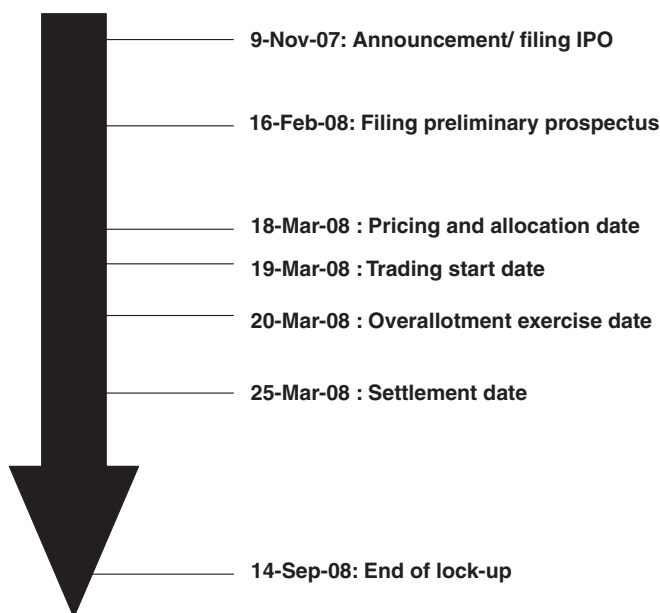 9-Nov-07: Announcement/ filing IPO
16-Feb-08: Filing preliminary prospectus
18-Mar-08 : Pricing and allocation date
19-Mar-08 : Trading start date
20-Mar-08 : Overallotment exercise date
25-Mar-08 : Settlement date
14-Sep-08: End of lock-up